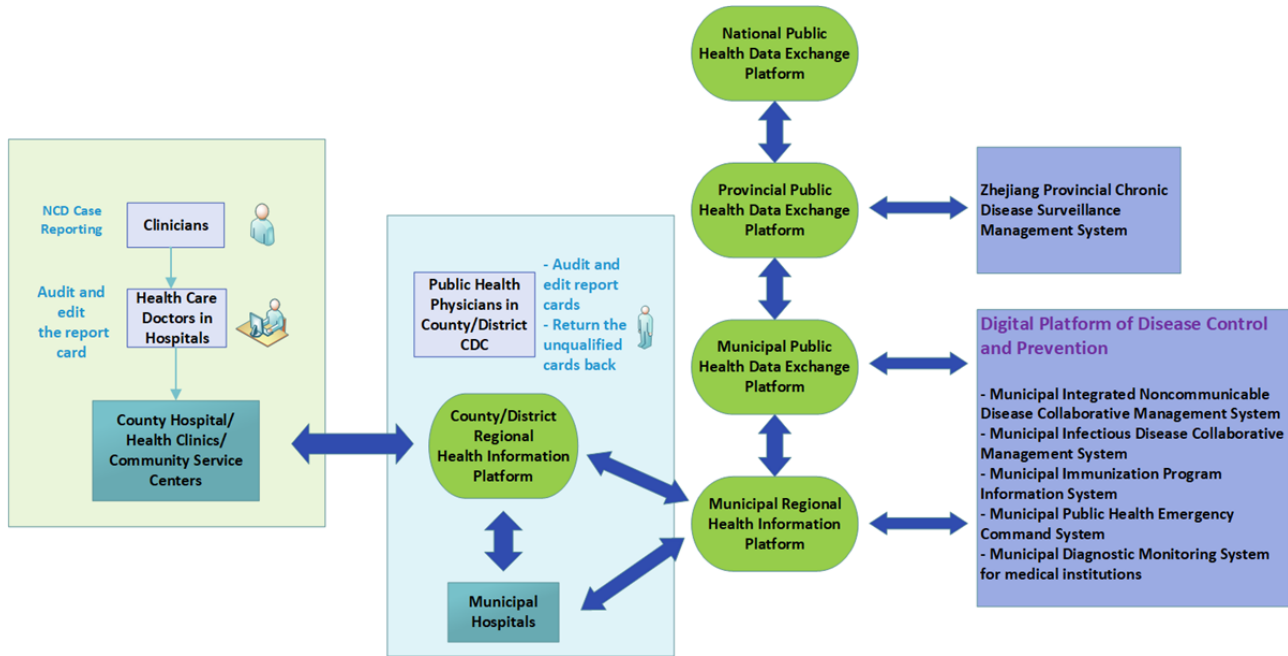 National Public
Health Data Exchange
Platform
NCD Case
Reporting
Clinicians
Audit and
edit
the report
card
Health Care
Doctors in
Hospitals
County Hospital/
Health Clinics/
Community Service
Centers
Public Health
Physicians in
County/District
CDC
- Audit and
edit report
cards
- Return the
unqualified
cards back
County/District
Regional
Health Information
Platform
Municipal
Hospitals
Provincial Public
Health Data Exchange
Platform
Municipal Public
Health Data Exchange
Platform
Municipal Regional
Health Information
Platform
Zhejiang Provincial Chronic
Disease Surveillance
Management System
Digital Platform of Disease Control
and Prevention
- Municipal Integrated Noncommunicable
Disease Collaborative Management System
- Municipal Infectious Disease Collaborative
Management System
- Municipal Immunization Program
Information System
- Municipal Public Health Emergency
Command System
- Municipal Diagnostic Monitoring System
for medical institutions